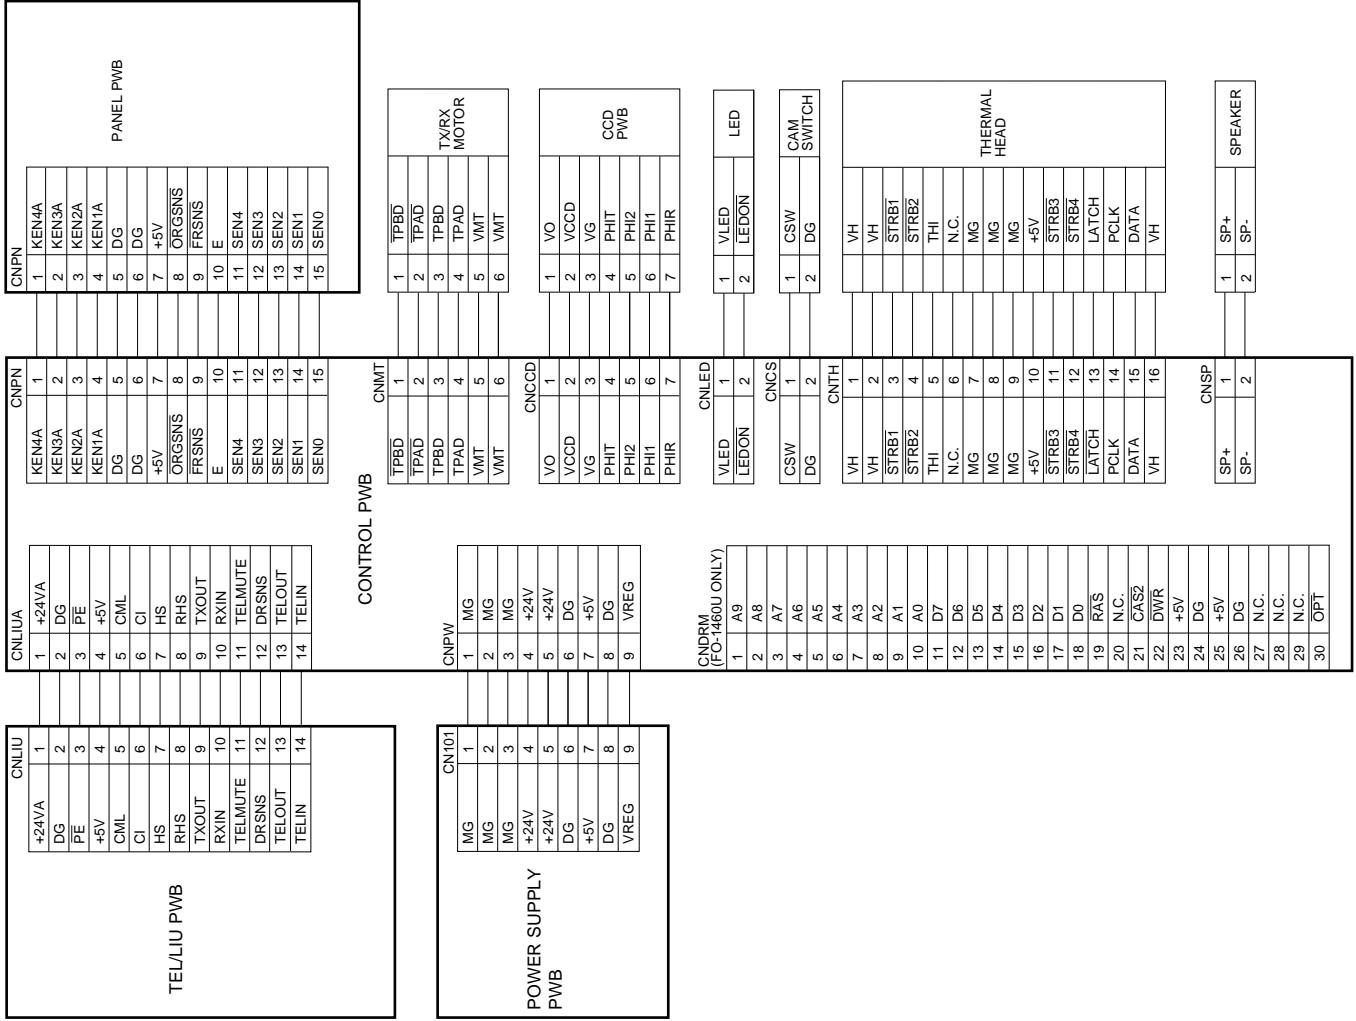 TEL/LIU PWB
CNLIU
+24VA 1
DG 2
PE 3
+5V 4
CML 5
CI 6
HS 7
RHS 8
TXOUT 9
RXIN 10
TELMUTE 11
DRSNS 12
TELOUT 13
TELIN 14
POWER SUPPLY
PWB
CN101
MG 1
MG 2
MG 3
+24V 4
+24V 5
DG 6
+5V 7
DG 8
VREG 9
CONTROL PWB
CNLIUA
1 +24VA
2 DG
3 PE
4 +5V
5 CML
6 CI
7 HS
8 RHS
9 TXOUT
10 RXIN
11 TELMUTE
12 DRSNS
13 TELOUT
14 TELIN
CNPW
1 MG
2 MG
3 MG
4 +24V
5 +24V
6 DG
7 +5V
8 DG
9 VREG
CNDRM
(FO-1460U ONLY)
1 A9
2 A8
3 A7
4 A6
5 A5
6 A4
7 A3
8 A2
9 A1
10 A0
11 D7
12 D6
13 D5
14 D4
15 D3
16 D2
17 D1
18 D0
19 RAS
20 N.C.
21 CAS2
22 DWR
23 +5V
24 DG
25 +5V
26 DG
27 N.C.
28 N.C.
29 N.C.
30 OPT
CNPN
KEN4A 1
KEN3A 2
KEN2A 3
KEN1A 4
DG 5
DG 6
+5V 7
ORGSNS 8
FRSNS 9
E 10
SEN4 11
SEN3 12
SEN2 13
SEN1 14
SEN0 15
CNMT
TPBD 1
TPAD 2
TPBD 3
TPAD 4
VMT 5
VMT 6
CNCCD
VO 1
VCCD 2
VG 3
PHIT 4
PHI2 5
PHI1 6
PHIR 7
CNLED
VLED 1
LEDON 2
CNCS
CSW 1
DG 2
CNTH
VH 1
VH 2
STRB1 3
STRB2 4
THI 5
N.C. 6
MG 7
MG 8
MG 9
+5V 10
STRB3 11
STRB4 12
LATCH 13
PCLK 14
DATA 15
VH 16
CNSP
SP+ 1
SP- 2
CNPN
1 KEN4A
2 KEN3A
3 KEN2A
4 KEN1A
5 DG
6 DG
7 +5V
8 ORGSNS
9 FRSNS
10 E
11 SEN4
12 SEN3
13 SEN2
14 SEN1
15 SEN0
PANEL PWB
1 TPBD
2 TPAD
3 TPBD
4 TPAD
5 VMT
6 VMT
TX/RX
MOTOR
1 VO
2 VCCD
3 VG
4 PHIT
5 PHI2
6 PHI1
7 PHIR
CCD
PWB
1 VLED
2 LEDON
LED
1 CSW
2 DG
CAM
SWITCH
VH
VH
STRB1
STRB2
THI
N.C.
MG
MG
MG
+5V
STRB3
STRB4
LATCH
PCLK
DATA
VH
THERMAL
HEAD
1 SP+
2 SP-
SPEAKER